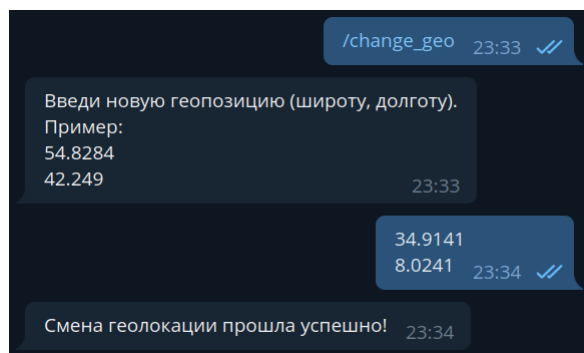 /change_geo 23:33
Введи новую геопозицию (широту, долготу).
Пример:
54.8284
42.249
23:33
34.9141
8.0241 23:34
Смена геолокации прошла успешно! 23:34